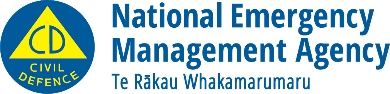 CD
CIVIL
DEFENCE
National Emergency
Management Agency
Te Rākau Whakamarumaru